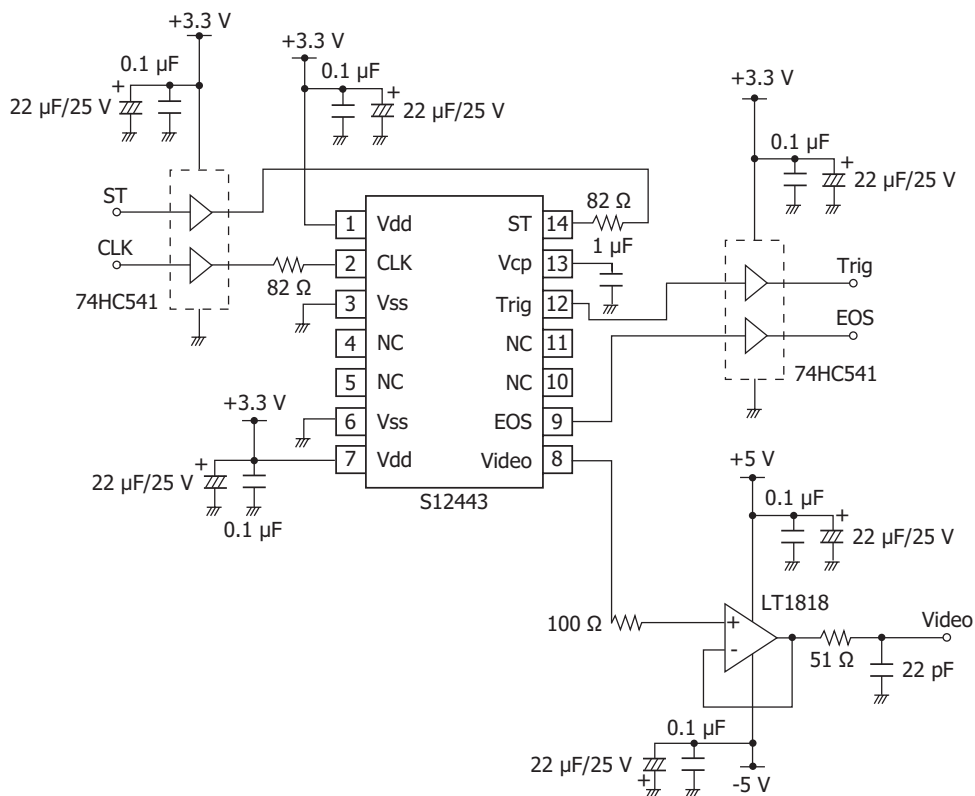 +3.3 V
0.1 µF
+
22 µF/25 V
+3.3 V
0.1 µF
+
22 µF/25 V
+3.3 V
0.1 µF
+
22 µF/25 V
ST
CLK
82 Ω
74HC541
1 Vdd
2 CLK
3 Vss
4 NC
5 NC
6 Vss
7 Vdd
ST 14
Vcp 13
Trig 12
NC 11
NC 10
EOS 9
Video 8
S12443
82 Ω
1 µF
Trig
EOS
74HC541
+3.3 V
+
22 µF/25 V
0.1 µF
+5 V
0.1 µF
+
22 µF/25 V
LT1818
100 Ω
+
-
51 Ω
Video
22 pF
0.1 µF
22 µF/25 V
+
-5 V